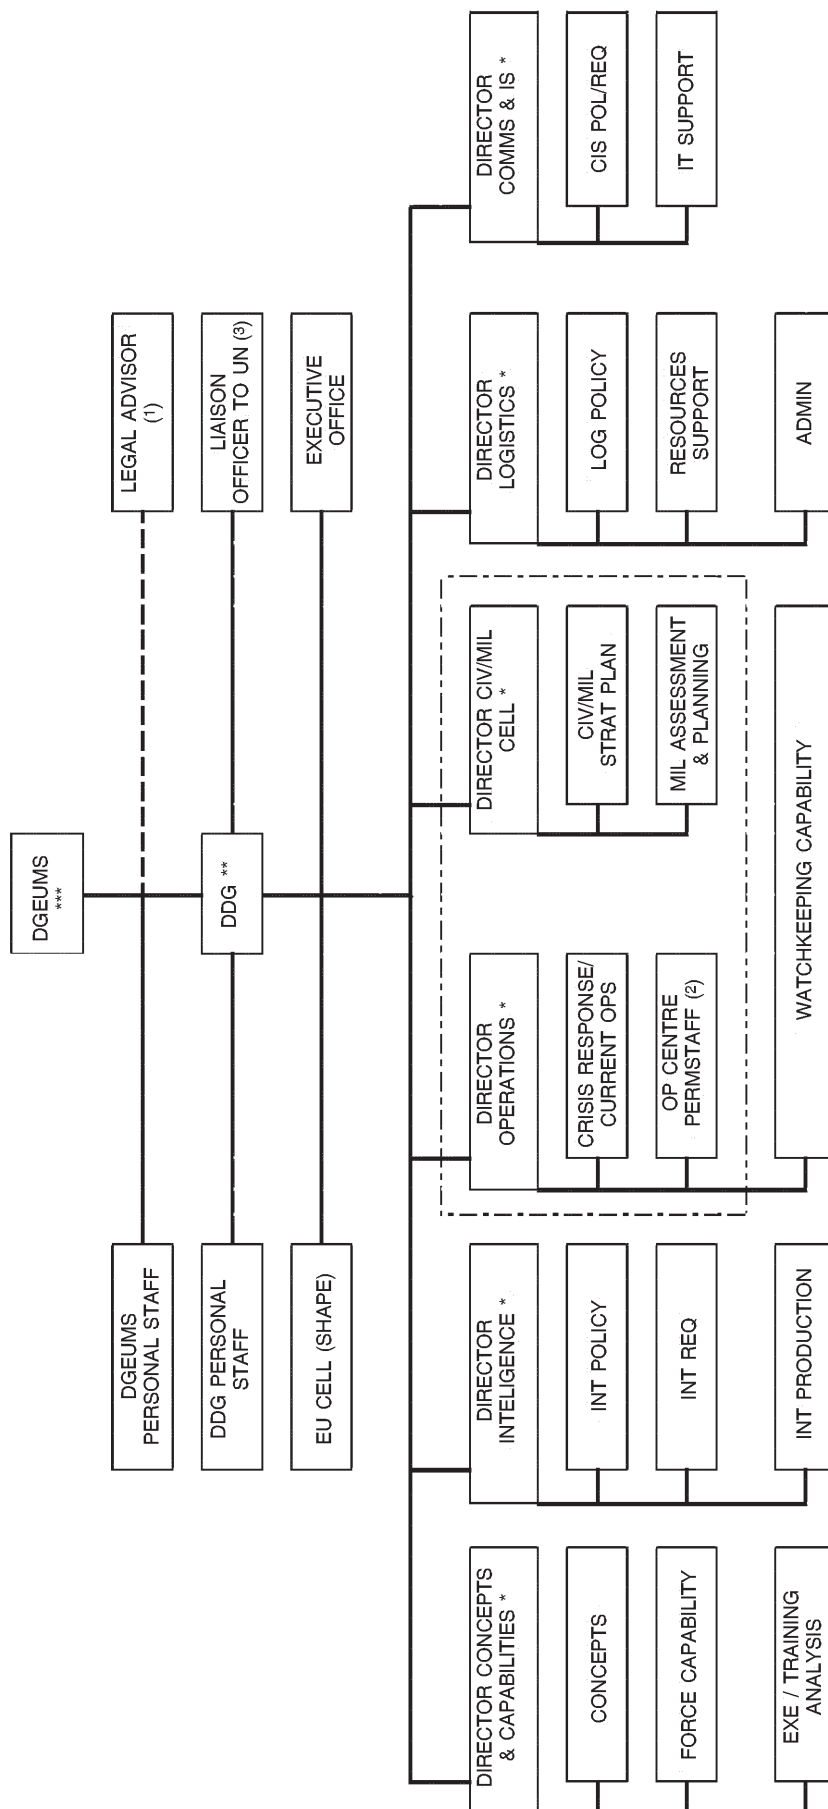 DGEUMS
***
DGEUMS
PERSONAL STAFF
LEGAL ADVISOR
(1)
DDG PERSONAL
STAFF
DDG **
LIAISON
OFFICER TO UN (3)
EU CELL (SHAPE)
EXECUTIVE
OFFICE
DIRECTOR CONCEPTS
& CAPABILITIES *
CONCEPTS
FORCE CAPABILITY
EXE / TRAINING
ANALYSIS
DIRECTOR
INTELIGENCE *
INT POLICY
INT REQ
INT PRODUCTION
DIRECTOR
OPERATIONS *
CRISIS RESPONSE/
CURRENT OPS
OP CENTRE
PERMSTAFF (2)
WATCHKEEPING CAPABILITY
DIRECTOR CIV/MIL
CELL *
CIV/MIL
STRAT PLAN
MIL ASSESSMENT
& PLANNING
DIRECTOR
LOGISTICS *
LOG POLICY
RESOURCES
SUPPORT
ADMIN
DIRECTOR
COMMS & IS *
CIS POL/REQ
IT SUPPORT